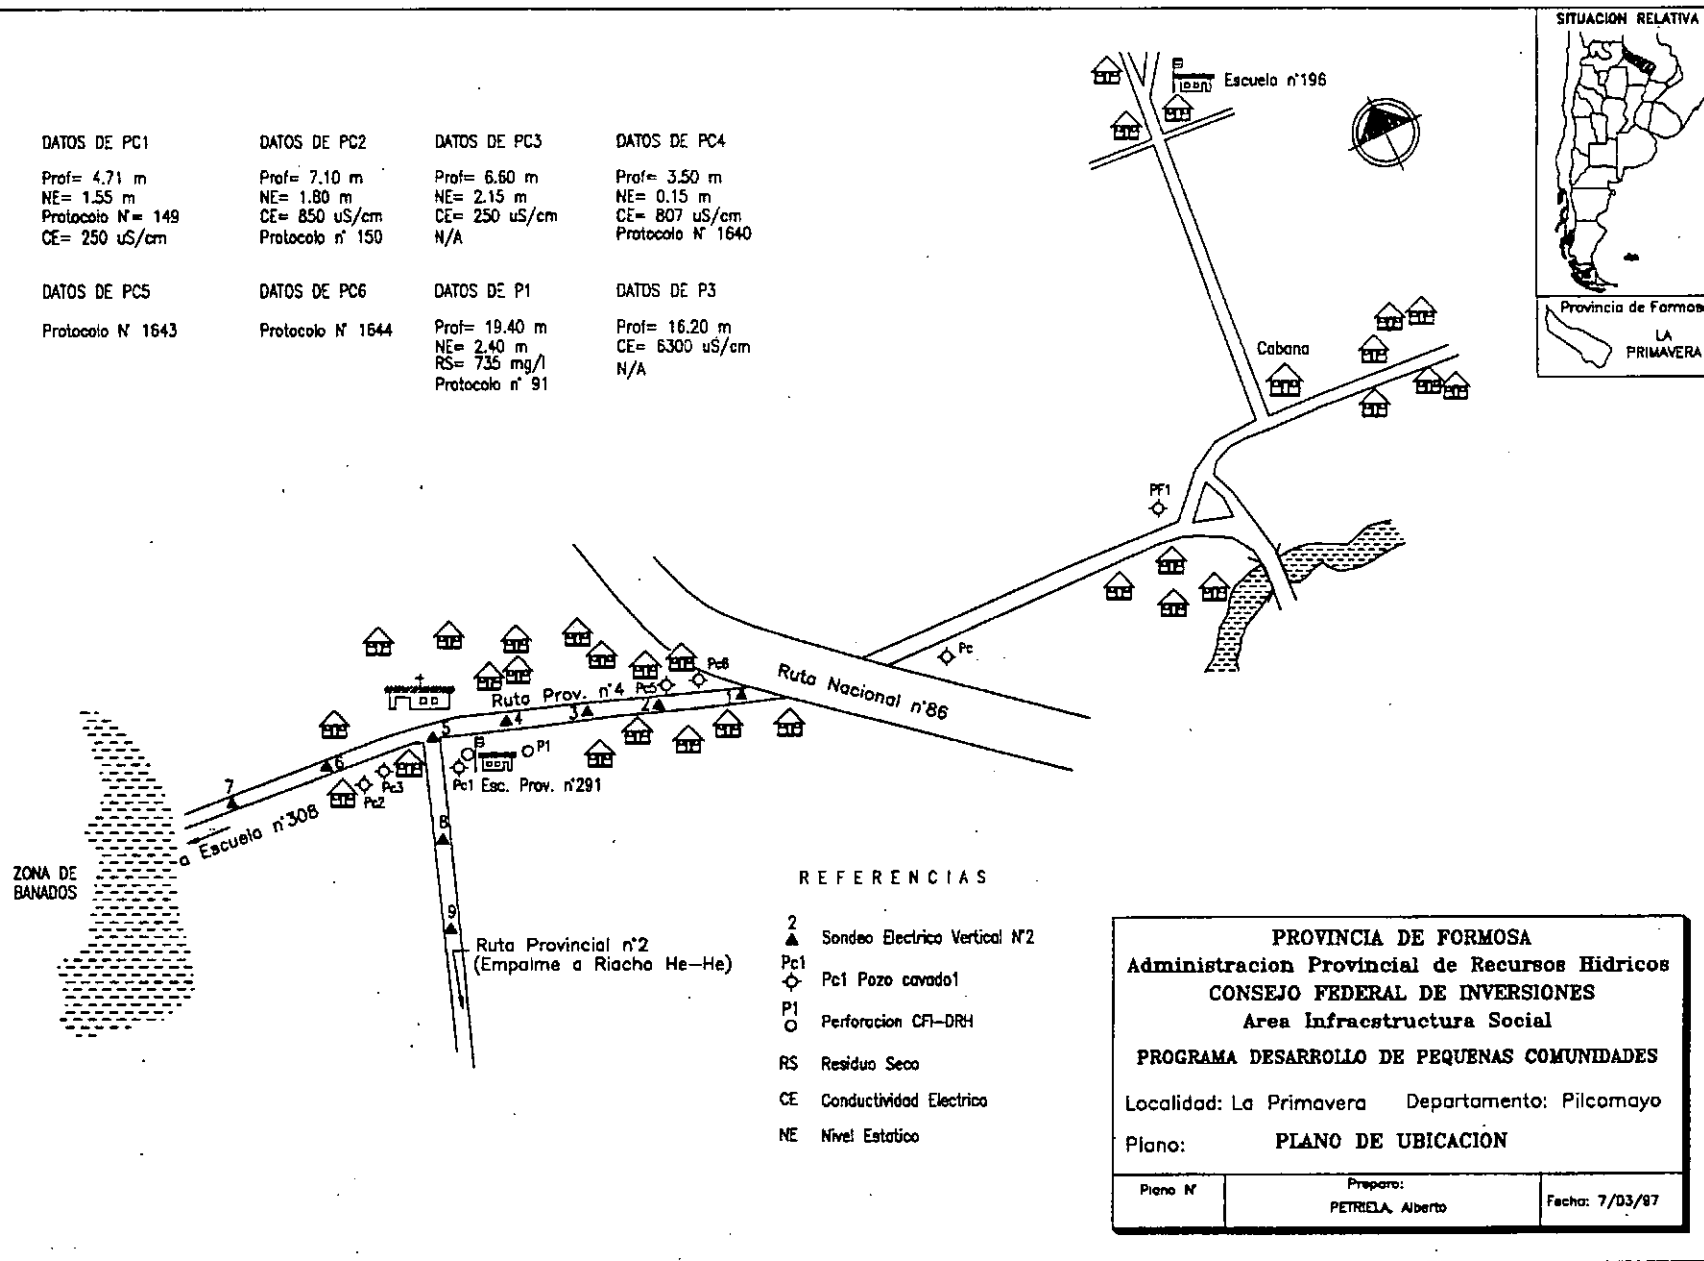 SITUACION RELATIVA
Provincia de Formosa
LA
PRIMAVERA
Escuela n°196
DATOS DE PC1
Prof= 4.71 m
NE= 1.55 m
Protocolo N°= 149
CE= 250 uS/cm
DATOS DE PC2
Prof= 7.10 m
NE= 1.80 m
CE= 850 uS/cm
Protocolo n° 150
DATOS DE PC3
Prof= 6.60 m
NE= 2.15 m
CE= 250 uS/cm
N/A
DATOS DE PC4
Prof= 3.50 m
NE= 0.15 m
CE= 807 uS/cm
Protocolo N° 1640
DATOS DE PC5
Protocolo N° 1643
DATOS DE PC6
Protocolo N° 1644
DATOS DE P1
Prof= 19.40 m
NE= 2.40 m
RS= 735 mg/l
Protocolo n° 91
DATOS DE P3
Prof= 16.20 m
CE= 6300 uS/cm
N/A
Cabana
PF1
Pc
Ruta Nacional n°86
Pc6
Pc5
Ruta Prov. n°4
1
2
3
4
5
6
7
8
9
P1
Pc1
Esc. Prov. n°291
Pc3
Pc2
a Escuela n°308
ZONA DE
BANADOS
Ruta Provincial n°2
(Empalme a Riacho He-He)
REFERENCIAS
2
Sondeo Electrico Vertical N°2
Pc1
Pc1 Pozo cavado1
P1
Perforacion CFI-DRH
RS Residuo Seco
CE Conductividad Electrica
NE Nivel Estatico
PROVINCIA DE FORMOSA
Administracion Provincial de Recursos Hidricos
CONSEJO FEDERAL DE INVERSIONES
Area Infraestructura Social
PROGRAMA DESARROLLO DE PEQUENAS COMUNIDADES
Localidad: La Primavera Departamento: Pilcomayo
Plano: PLANO DE UBICACION
Plano N°
Preparo:
PETRIELA, Alberto
Fecha: 7/03/97